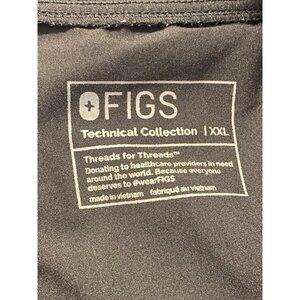 FIGS
Technical Collection | XXL
Threads for Threads™
Donating to healthcare providers in need
around the world. Because everyone
deserves to #wearFIGS
made in vietnam fabriqué au vietnam